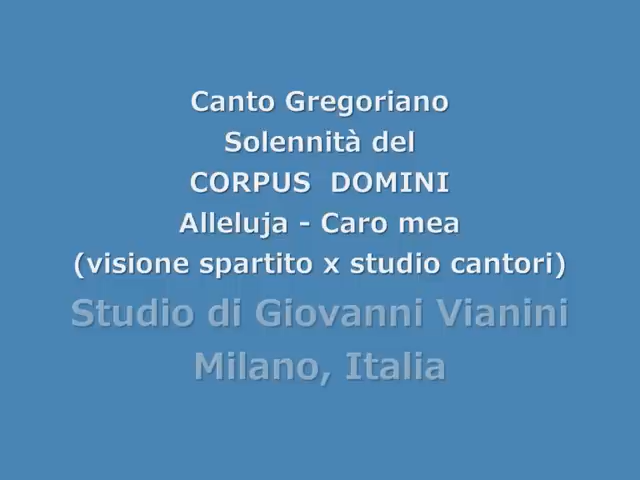 Canto Gregoriano
Solennità del
CORPUS DOMINI
Alleluja - Caro mea
(visione spartito x studio cantori)
Studio di Giovanni Vianini
Milano, Italia